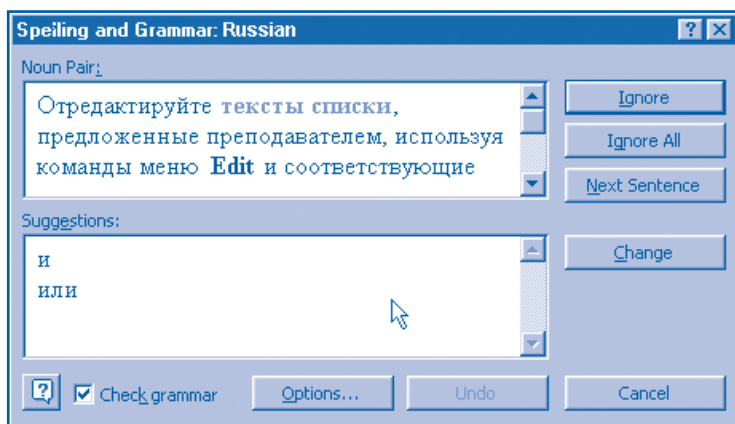 Speiling and Grammar: Russian
Noun Pair:
Отредактируйте тексты списки,
предложенные преподавателем, используя
команды меню Edit и соответствующие
Ignore
Ignore All
Next Sentence
Suggestions:
и
или
Change
Check grammar
Options...
Undo
Cancel